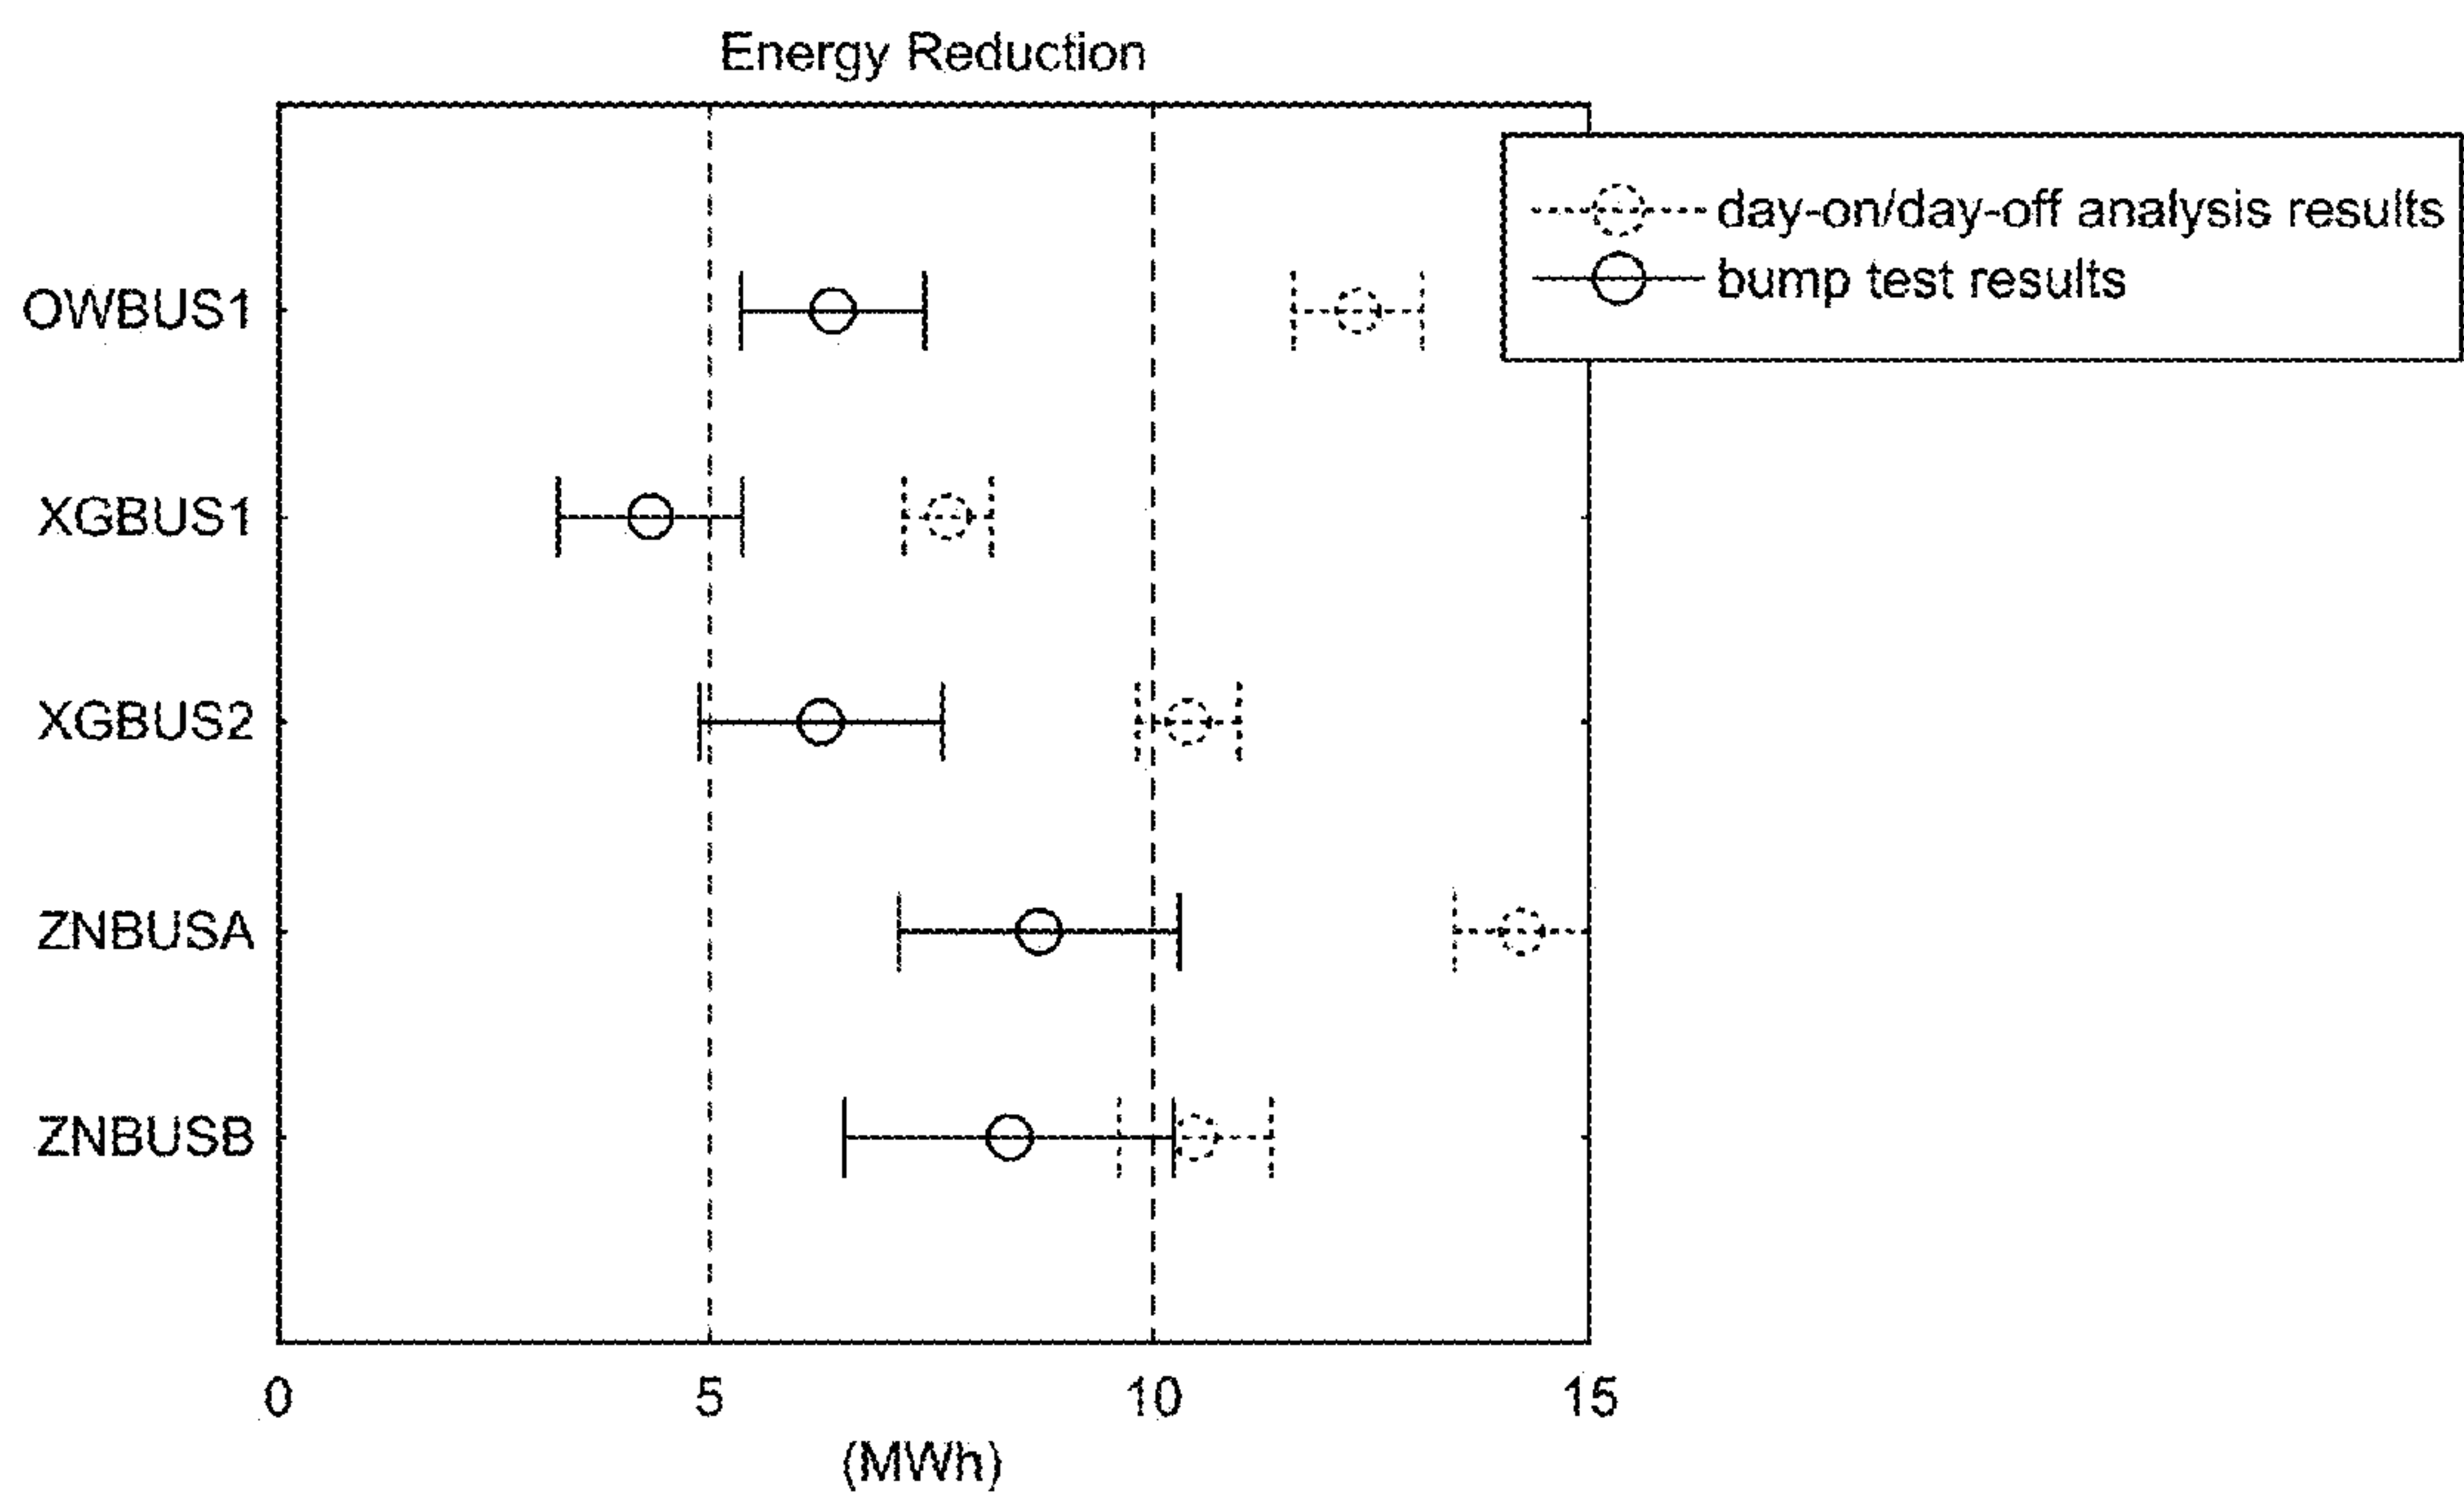 Energy Reduction
day-on/day-off analysis results
bump test results
OWBUS1
XGBUS1
XGBUS2
ZNBUSA
ZNBUSB
0 5 10 15
(MWh)